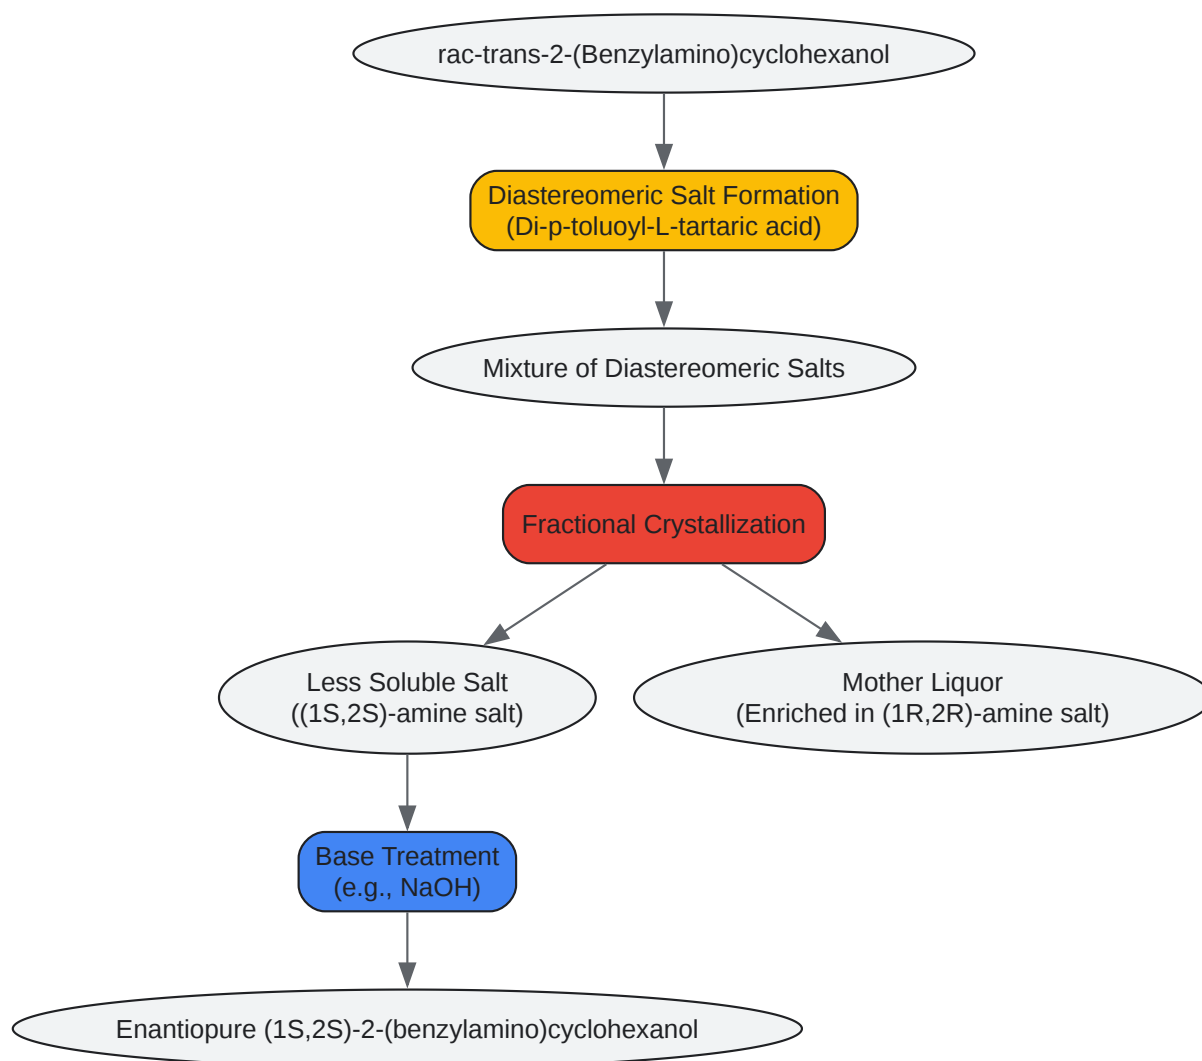 rac-trans-2-(Benzylamino)cyclohexanol
Diastereomeric Salt Formation
(Di-p-toluoyl-L-tartaric acid)
Mixture of Diastereomeric Salts
Fractional Crystallization
Less Soluble Salt
((1S,2S)-amine salt)
Mother Liquor
(Enriched in (1R,2R)-amine salt)
Base Treatment
(e.g., NaOH)
Enantiopure (1S,2S)-2-(benzylamino)cyclohexanol